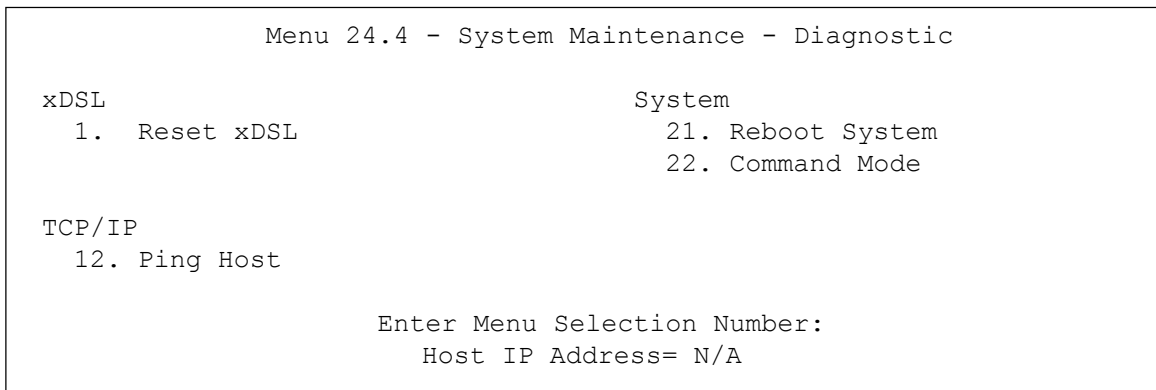 Menu 24.4 - System Maintenance - Diagnostic
xDSL System
1. Reset xDSL 21. Reboot System
22. Command Mode
TCP/IP
12. Ping Host
Enter Menu Selection Number:
Host IP Address= N/A